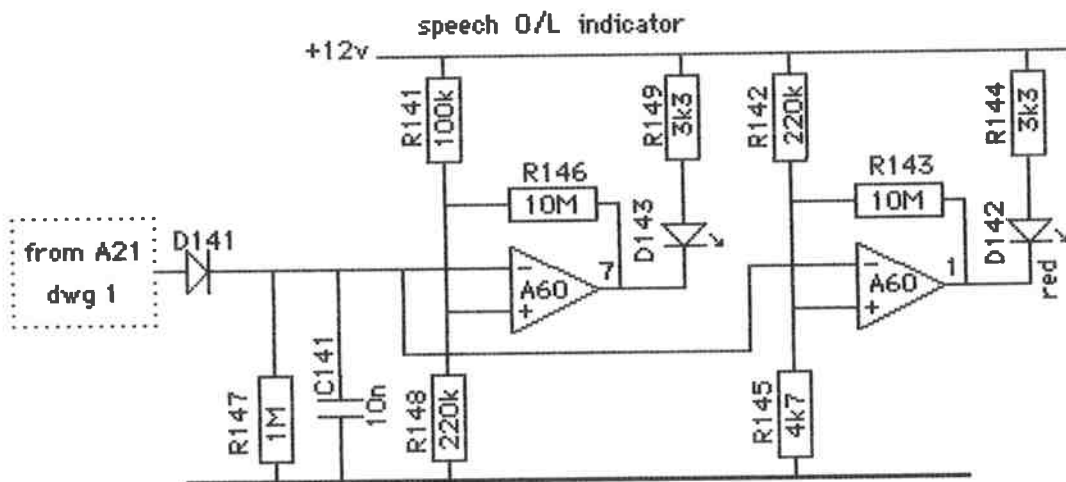 speech O/L indicator
+12v
R141
100k
R149
3k3
R142
220k
R144
3k3
R146
10M
R143
10M
from A21
dwg 1
D141
D143
D142
red
-
A60
+
7
-
A60
+
1
R147
1M
C141
10n
R148
220k
R145
4k7